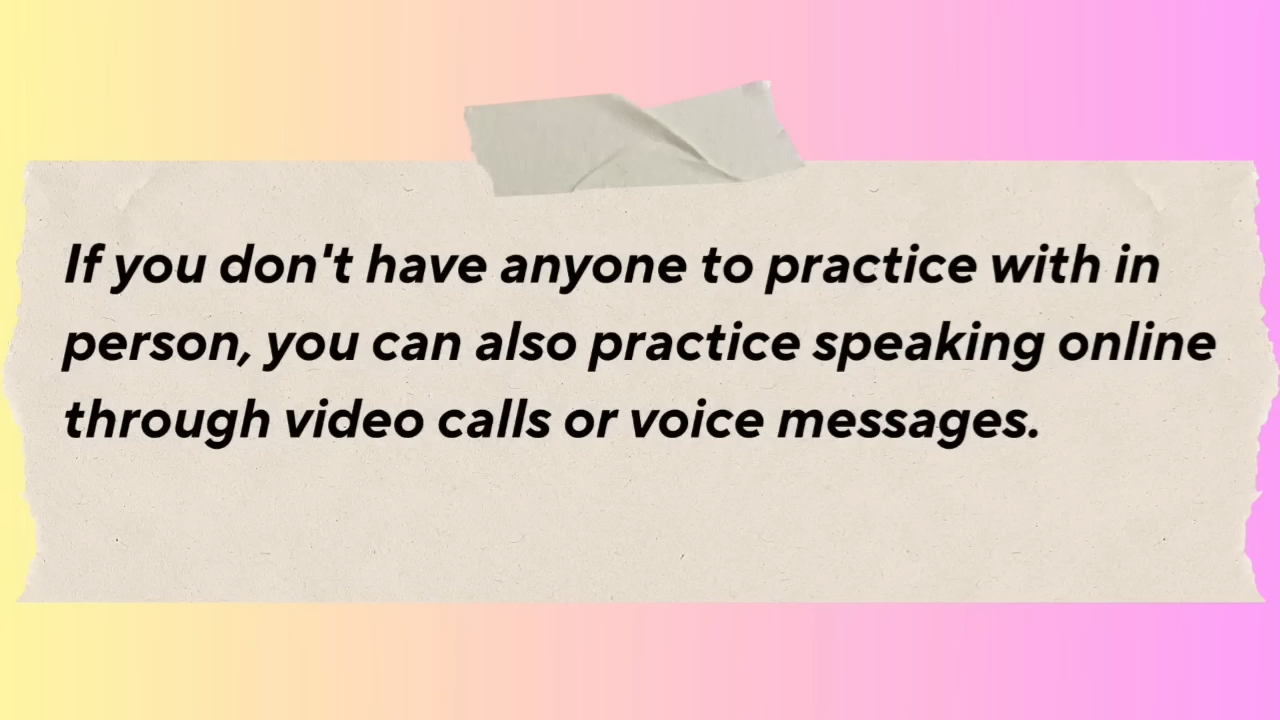 If you don't have anyone to practice with in
person, you can also practice speaking online
through video calls or voice messages.